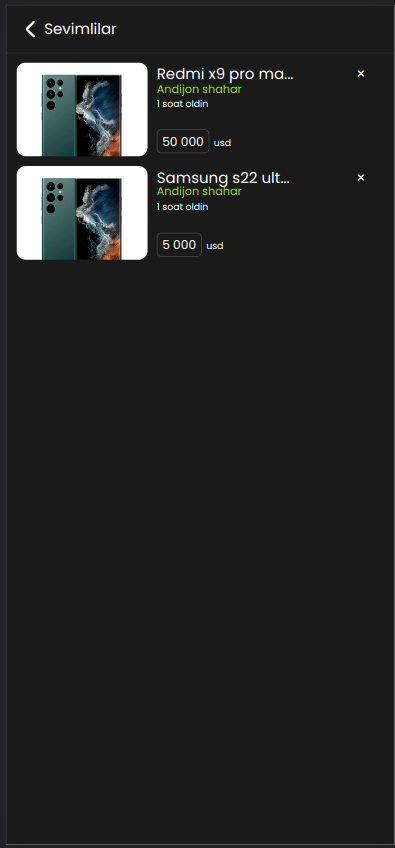 Sevimlilar
Redmi x9 pro ma...
Andijon shahar
1 soat oldin
50 000 usd
Samsung s22 ult...
Andijon shahar
1 soat oldin
5 000 usd